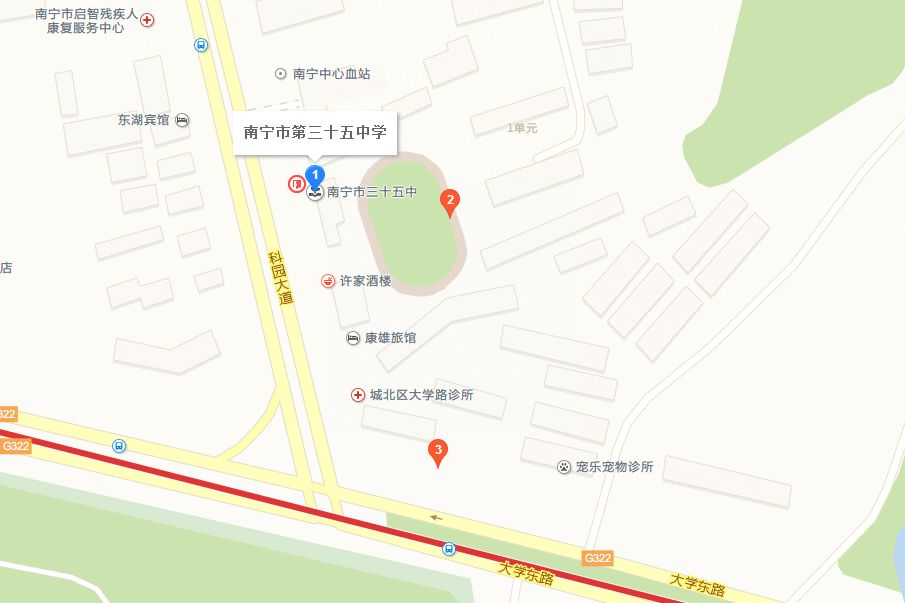 南宁市启智残疾人
康复服务中心
南宁中心血站
东湖宾馆
1单元
南宁市第三十五中学
1
南宁市三十五中
2
店
科园大道
许家酒楼
康雄旅馆
城北区大学路诊所
322
G322
3
宠乐宠物诊所
G322
大学东路
大学东路